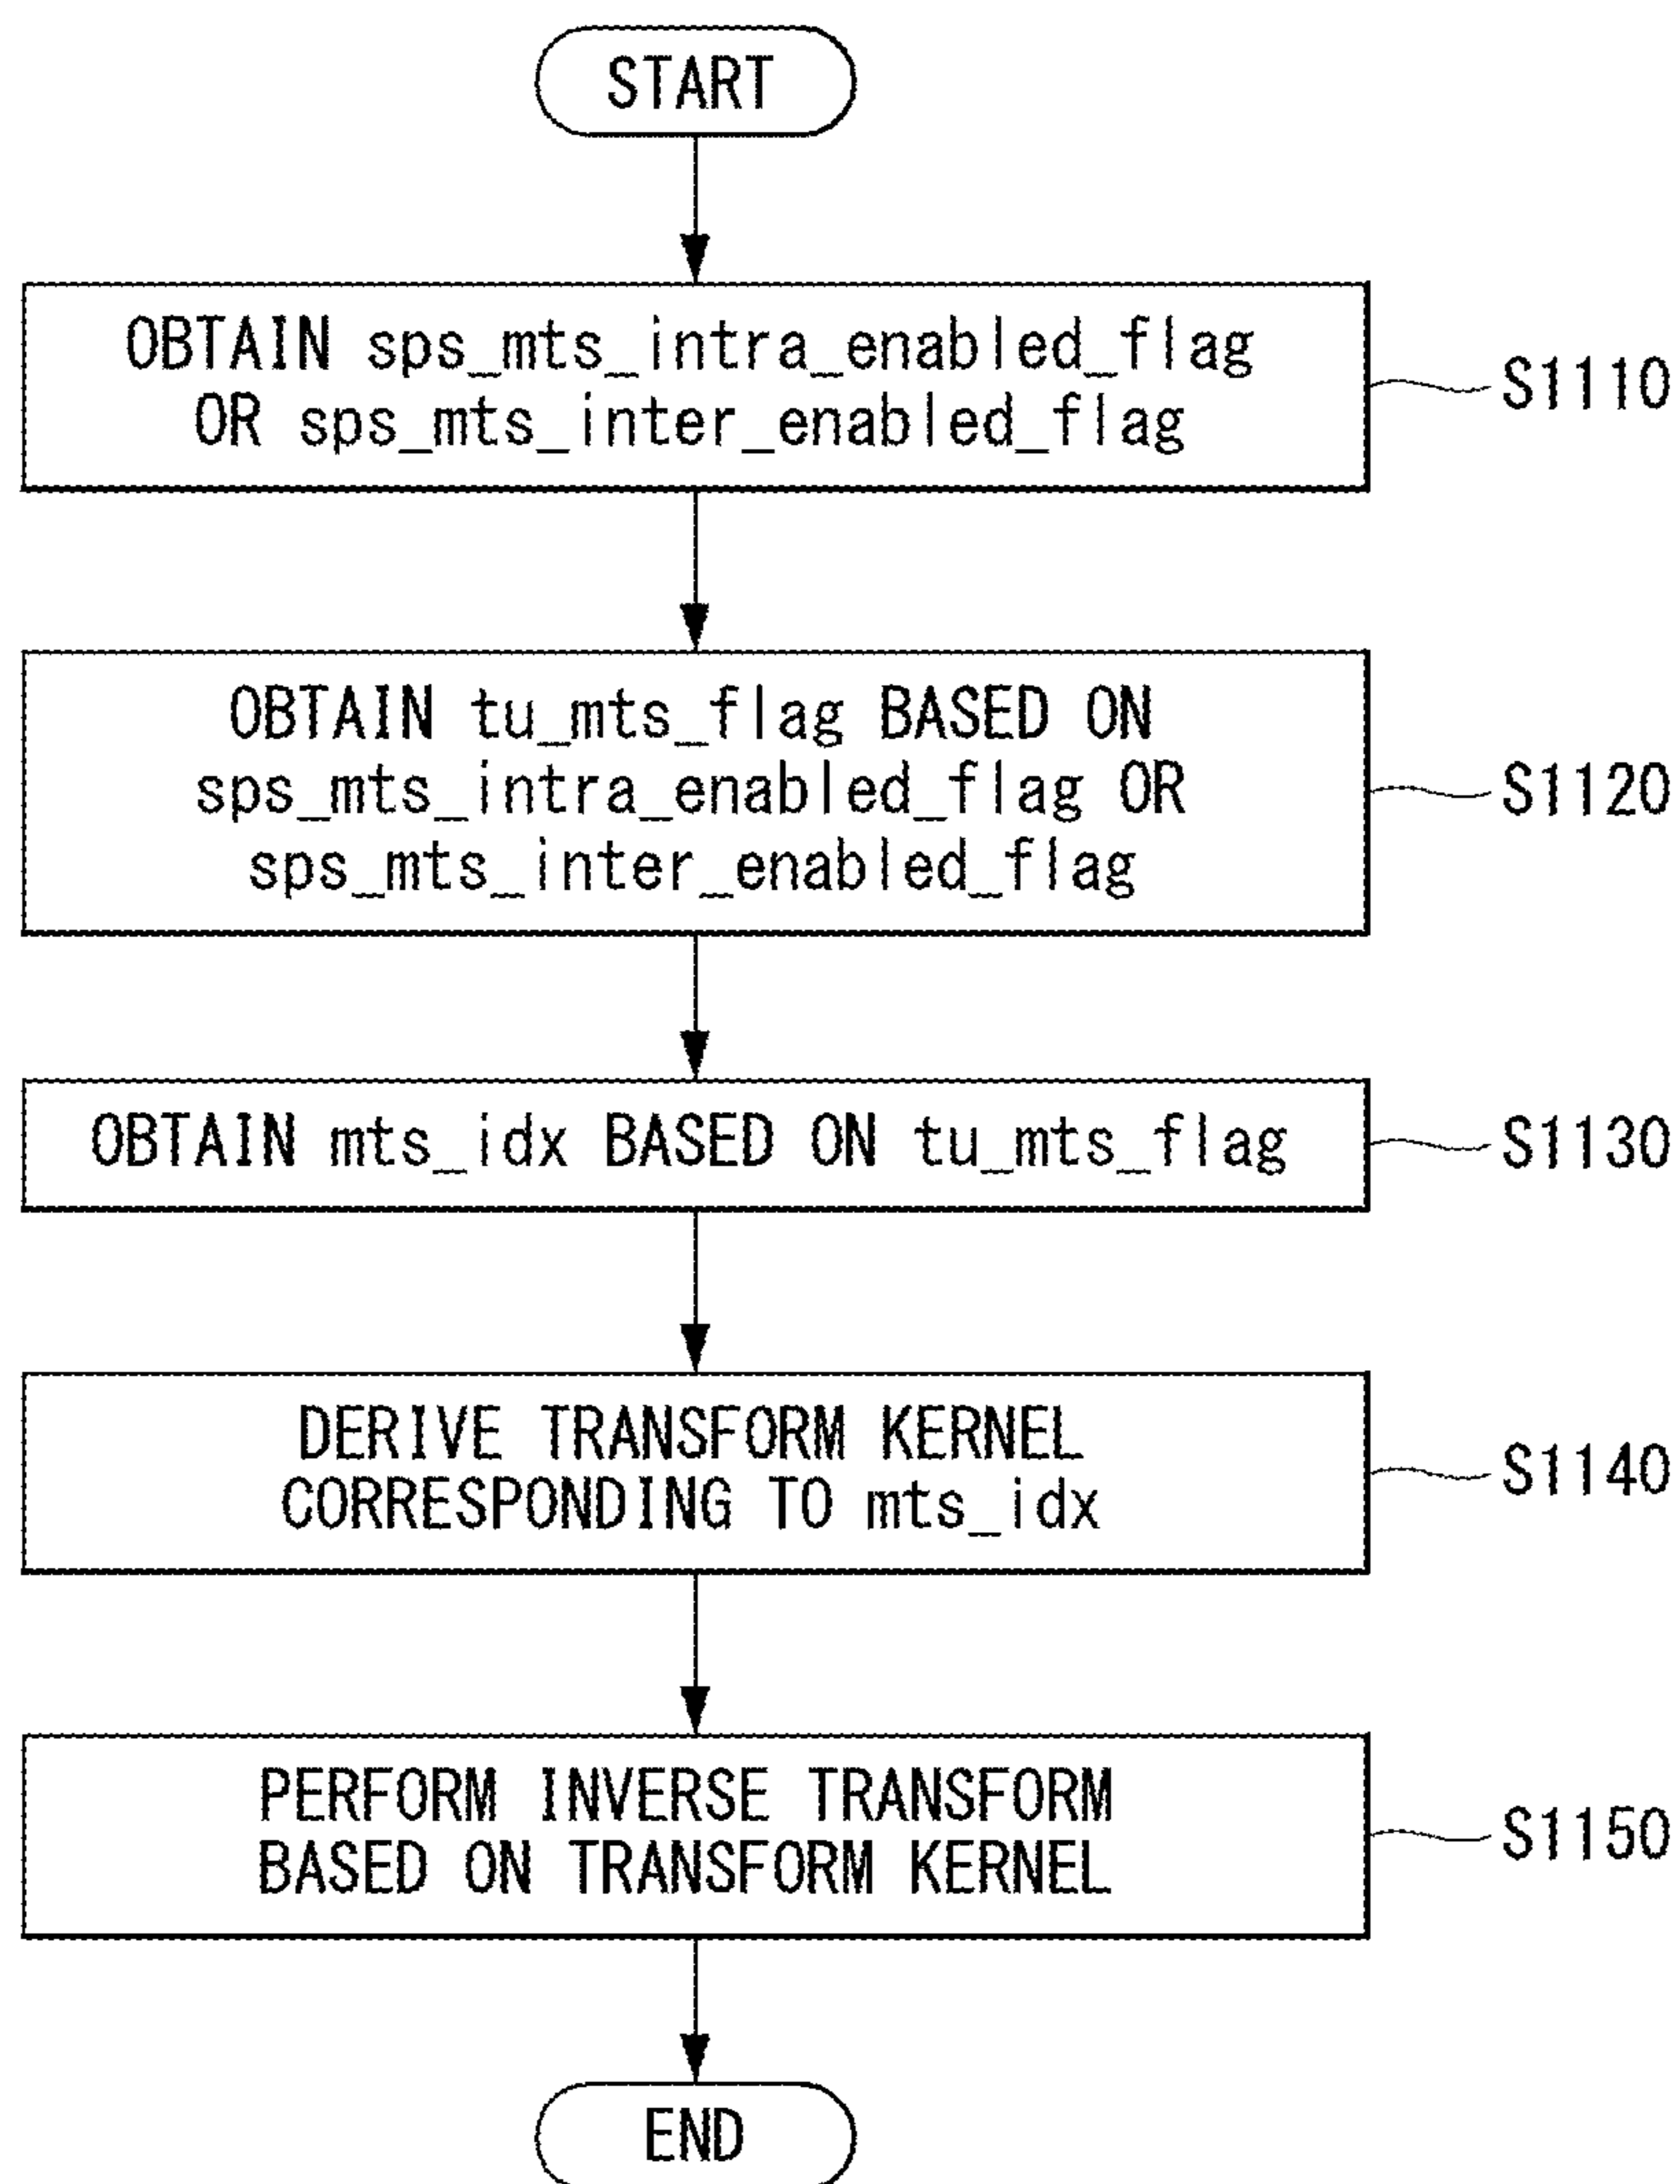 START
OBTAIN sps_mts_intra_enabled_flag
OR sps_mts_inter_enabled_flag
S1110
OBTAIN tu_mts_flag BASED ON
sps_mts_intra_enabled_flag OR
sps_mts_inter_enabled_flag
S1120
OBTAIN mts_idx BASED ON tu_mts_flag
S1130
DERIVE TRANSFORM KERNEL
CORRESPONDING TO mts_idx
S1140
PERFORM INVERSE TRANSFORM
BASED ON TRANSFORM KERNEL
S1150
END